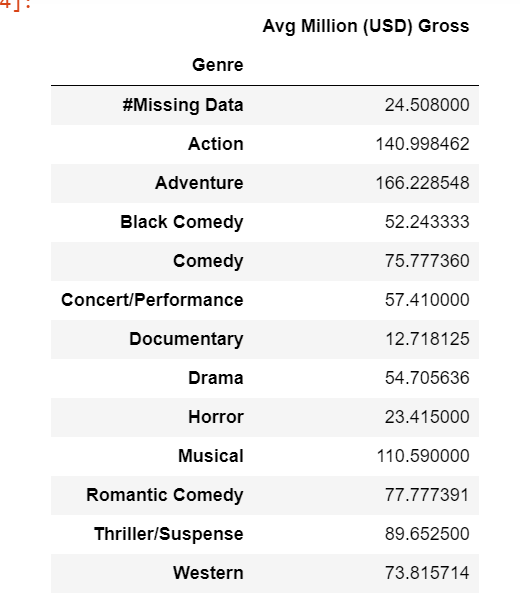 4]:
Avg Million (USD) Gross
Genre
#Missing Data 24.508000
Action 140.998462
Adventure 166.228548
Black Comedy 52.243333
Comedy 75.777360
Concert/Performance 57.410000
Documentary 12.718125
Drama 54.705636
Horror 23.415000
Musical 110.590000
Romantic Comedy 77.777391
Thriller/Suspense 89.652500
Western 73.815714